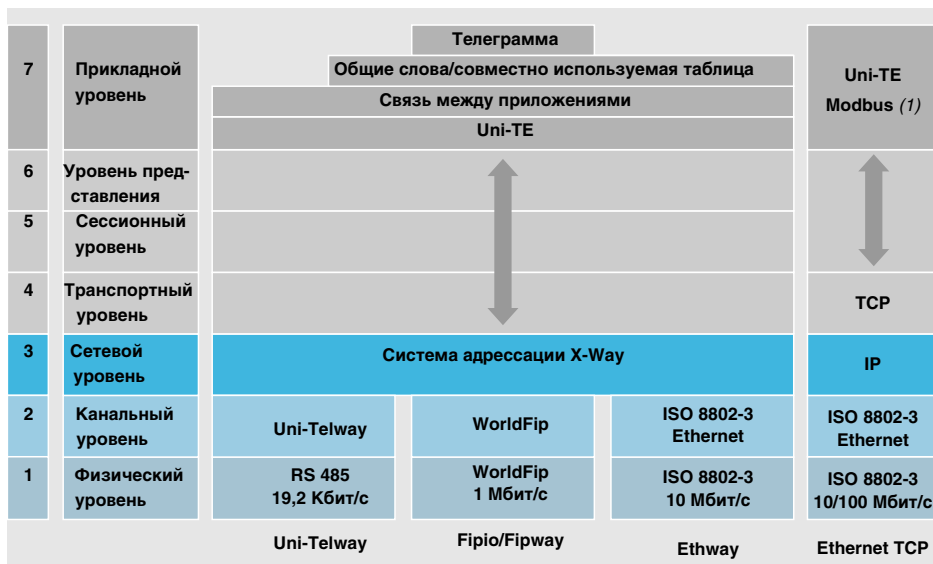 7
Прикладной
уровень
Телеграмма
Общие слова/совместно используемая таблица
Связь между приложениями
Uni-TE
Uni-TE
Modbus (1)
6
Уровень пред-
ставления
5
Сессионный
уровень
4
Транспортный
уровень
TCP
3
Сетевой
уровень
Система адрессации X-Way
IP
2
Канальный
уровень
Uni-Telway
WorldFip
ISO 8802-3
Ethernet
ISO 8802-3
Ethernet
1
Физический
уровень
RS 485
19,2 Кбит/с
WorldFip
1 Мбит/с
ISO 8802-3
10 Мбит/с
ISO 8802-3
10/100 Мбит/с
Uni-Telway
Fipio/Fipway
Ethway
Ethernet TCP